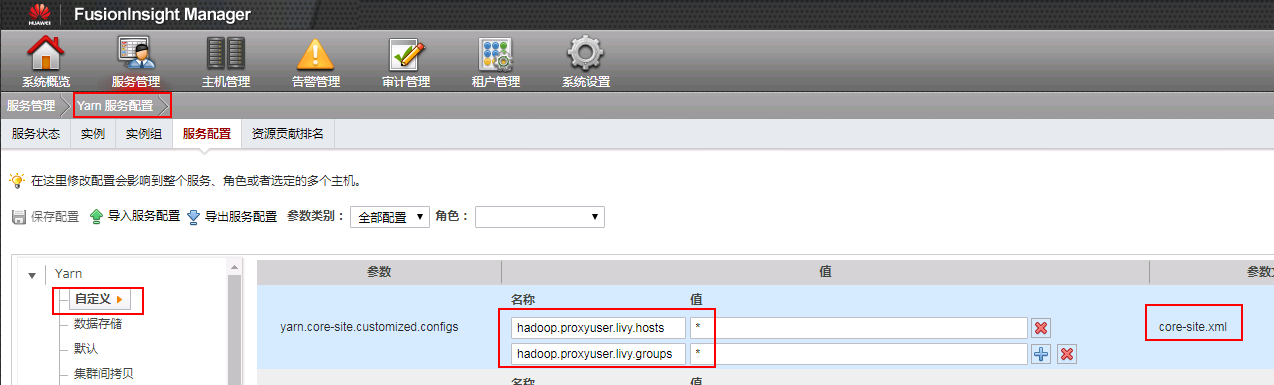 HUAWEI FusionInsight Manager
系统概览 服务管理 主机管理 告警管理 审计管理 租户管理 系统设置
服务管理 Yarn 服务配置
服务状态 实例 实例组 服务配置 资源贡献排名
在这里修改配置会影响到整个服务、角色或者选定的多个主机。
保存配置 导入服务配置 导出服务配置 参数类别： 全部配置 角色：
Yarn
自定义
数据存储
默认
集群间拷贝
参数 值 参数
名称 值
yarn.core-site.customized.configs hadoop.proxyuser.livy.hosts * core-site.xml
hadoop.proxyuser.livy.groups *
名称 值